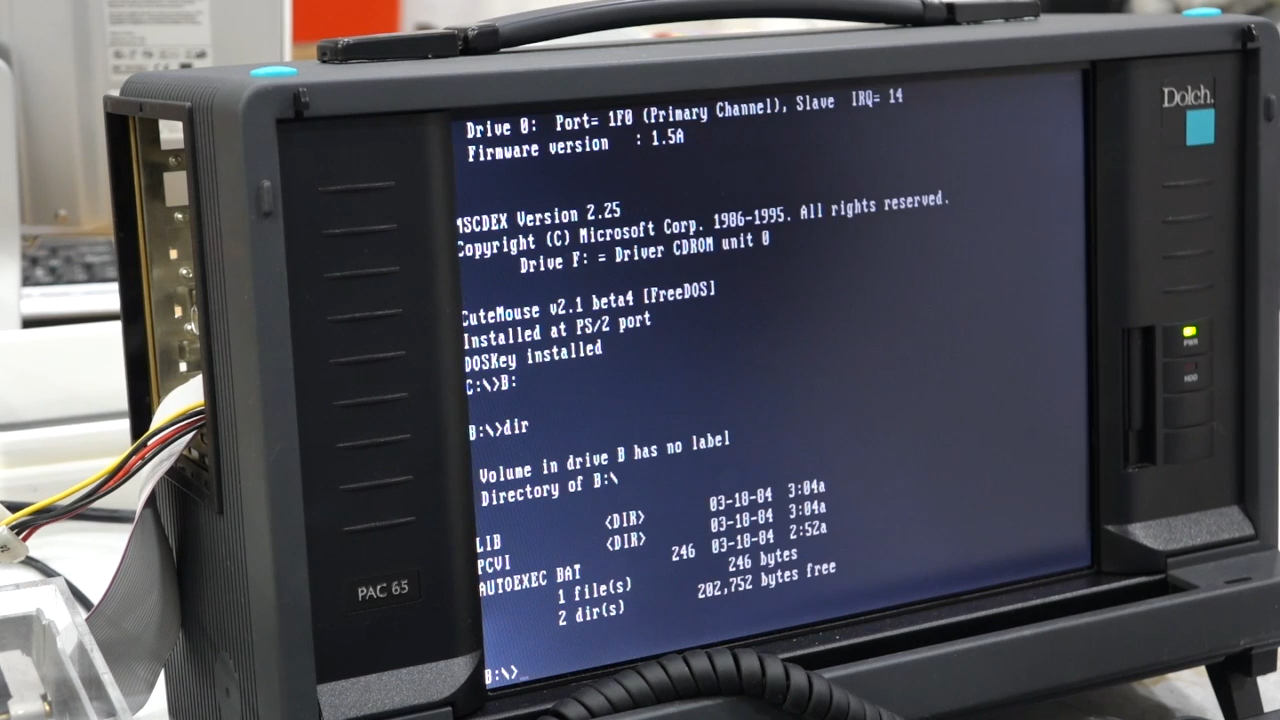 Drive 0:  Port= 1F0 (Primary Channel), Slave  IRQ= 14
Firmware version   : 1.5A
MSCDEX Version 2.25
Copyright (C) Microsoft Corp. 1986-1995. All rights reserved.
Drive F: = Driver CDROM unit 0
CuteMouse v2.1 beta4 [FreeDOS]
Installed at PS/2 port
DOSKey installed
C:\>B:
B:\>dir
Volume in drive B has no label
Directory of B:\
LIB <DIR> 03-18-84 3:04a
PCVI <DIR> 03-18-84 3:04a
AUTOEXEC BAT 246 03-18-84 2:52a
1 file(s) 246 bytes
2 dir(s) 202,752 bytes free
B:\>
Dolch.
PWR
HDD
PAC 65